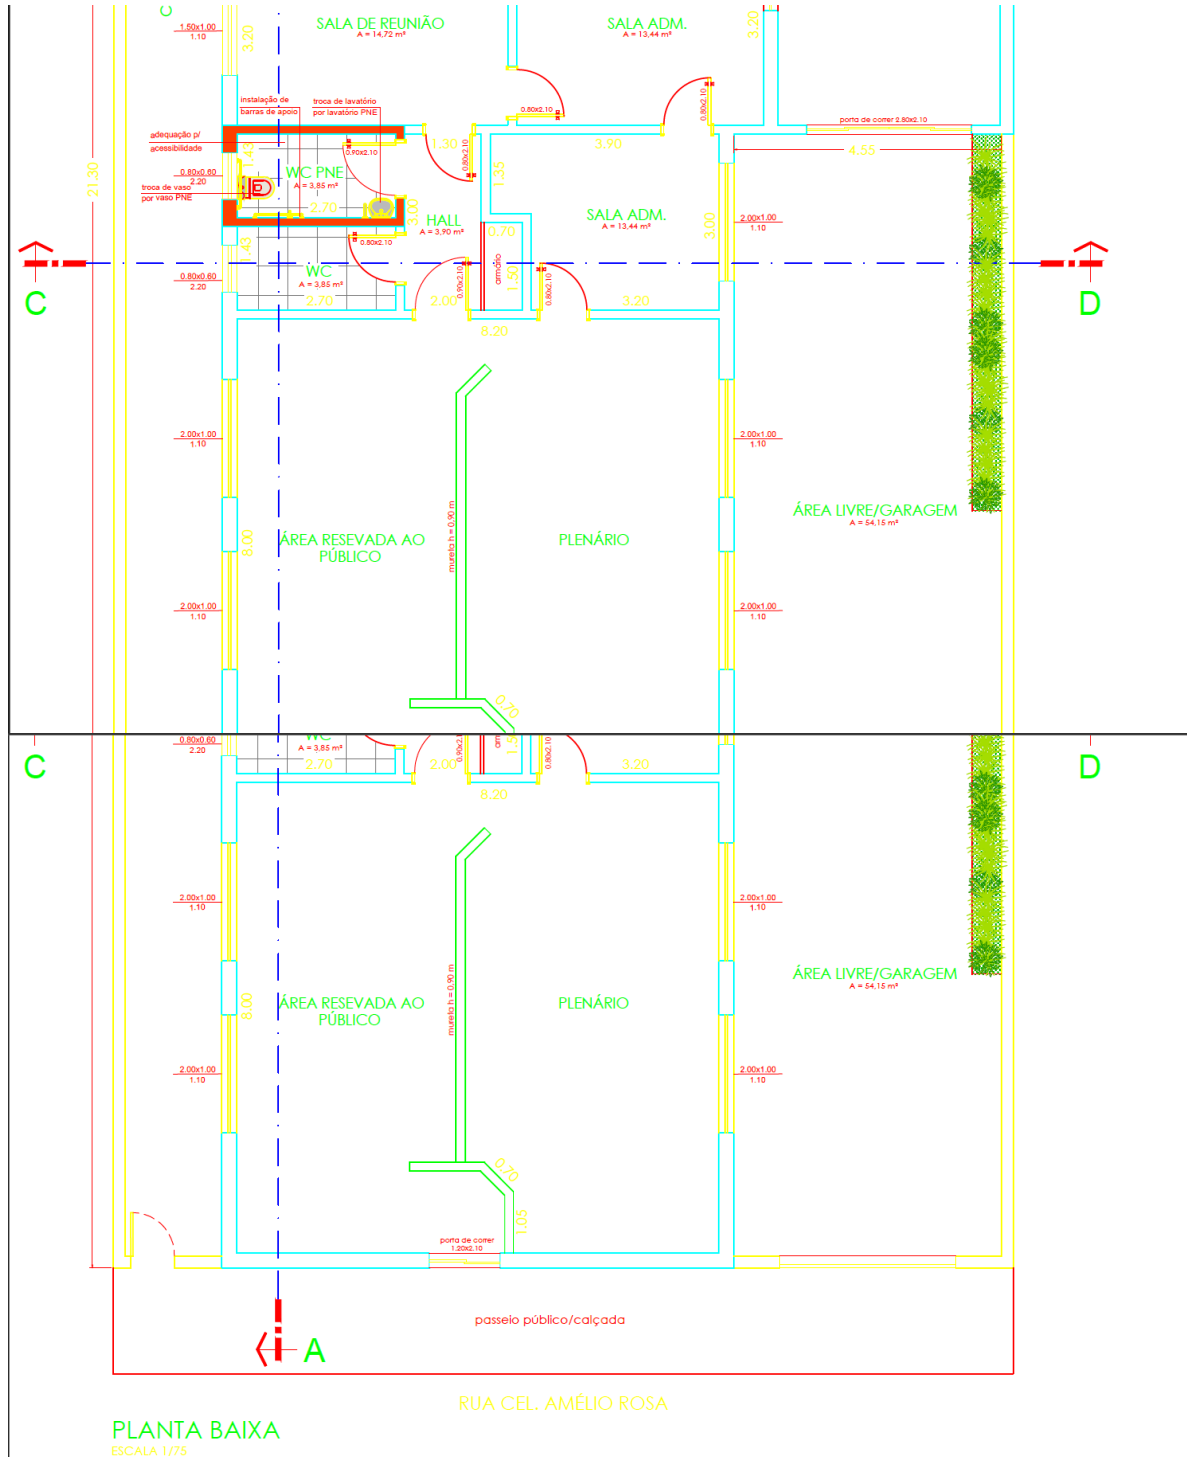 C
SALA DE REUNIÃO
A = 14,72 m²
SALA ADM.
A = 13,44 m²
1.50x1.00
1.10
3.20
3.20
0.80x2.10
0.80x2.10
instalação de
barras de apoio
troca de lavatório
por lavatório PNE
porta de correr 2.80x2.10
adequação p/
acessibilidade
1.43
0.90x2.10
1.30
0.80x2.10
1.35
3.90
4.55
21.30
0.80x0.60
2.20
troca de vaso
por vaso PNE
WC PNE
A = 3,85 m²
2.70
3.00
HALL
A = 3,90 m²
SALA ADM.
A = 13,44 m²
3.00
2.00x1.00
1.10
0.70
1.43
0.80x2.10
WC
A = 3,85 m²
2.70
0.80x0.60
2.20
0.90x2.10
2.00
armário
1.50
0.80x2.10
3.20
8.20
C
D
2.00x1.00
1.10
2.00x1.00
1.10
8.00
ÁREA RESEVADA AO
PÚBLICO
mureta h = 0,90 m
PLENÁRIO
ÁREA LIVRE/GARAGEM
A = 54,15 m²
2.00x1.00
1.10
2.00x1.00
1.10
0.70
0.80x0.60
2.20
WC
A = 3,85 m²
2.70
0.90x2.10
2.00
0.80x2.10
3.20
8.20
C
D
2.00x1.00
1.10
2.00x1.00
1.10
8.00
ÁREA RESEVADA AO
PÚBLICO
mureta h = 0,90 m
PLENÁRIO
ÁREA LIVRE/GARAGEM
A = 54,15 m²
2.00x1.00
1.10
2.00x1.00
1.10
0.70
1.05
porta de correr
1.20x2.10
passeio público/calçada
A
RUA CEL. AMÉLIO ROSA
PLANTA BAIXA
ESCALA 1/75